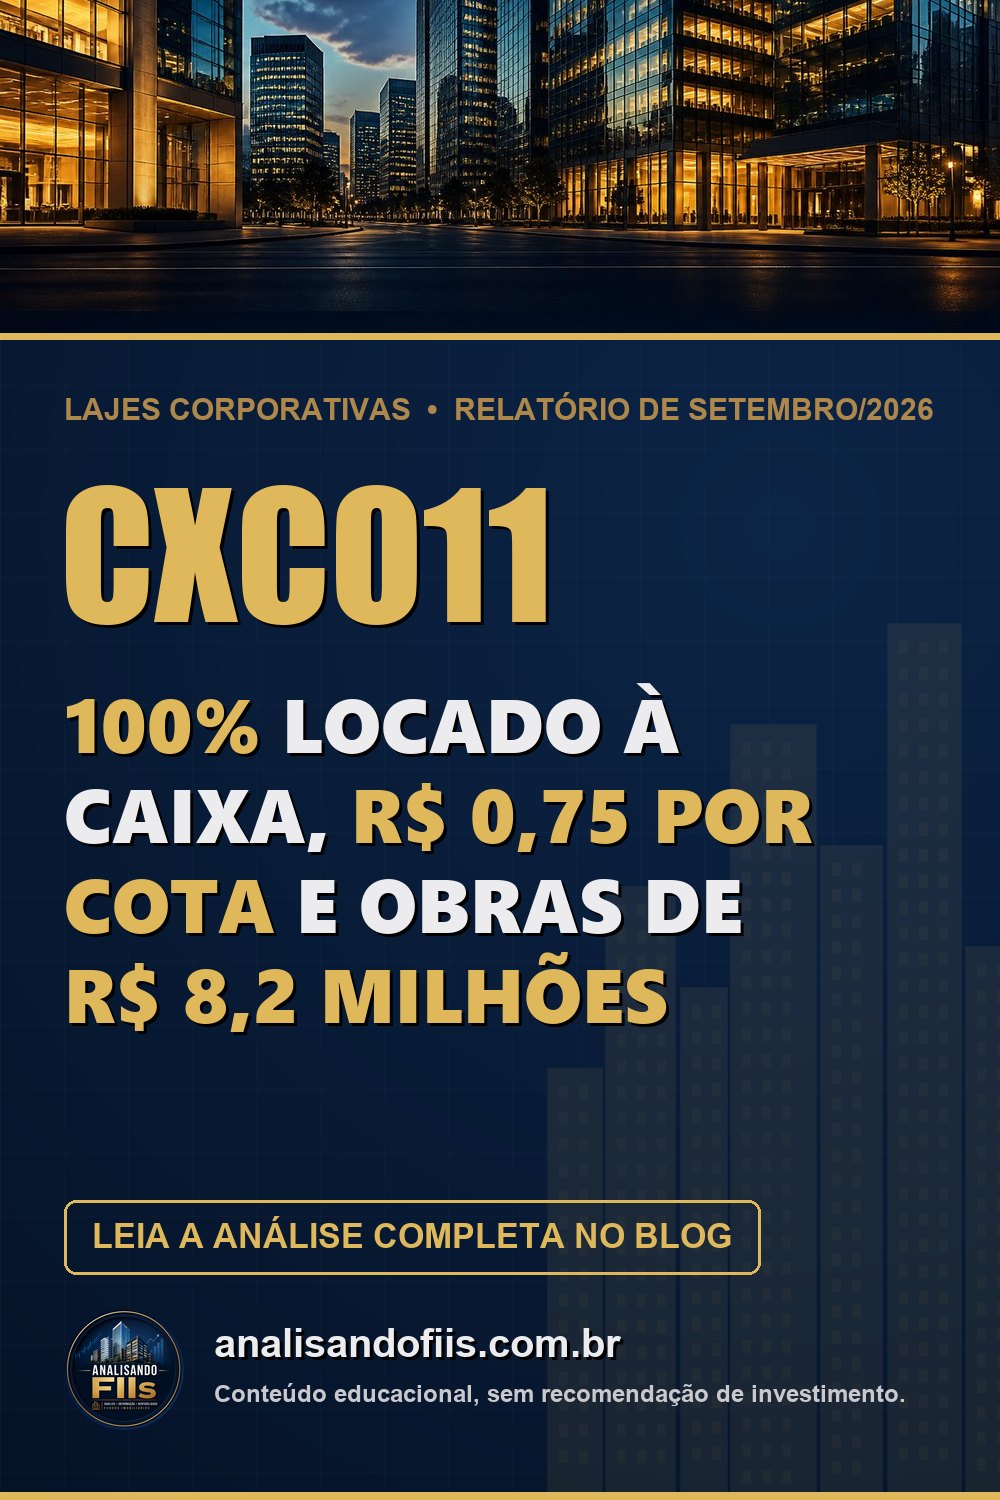 LAJES CORPORATIVAS • RELATÓRIO DE SETEMBRO/2026
CXCO11
100% LOCADO À
CAIXA, R$ 0,75 POR
COTA E OBRAS DE
R$ 8,2 MILHÕES
LEIA A ANÁLISE COMPLETA NO BLOG
analisandofiis.com.br
Conteúdo educacional, sem recomendação de investimento.
ANALISANDO
FIIs